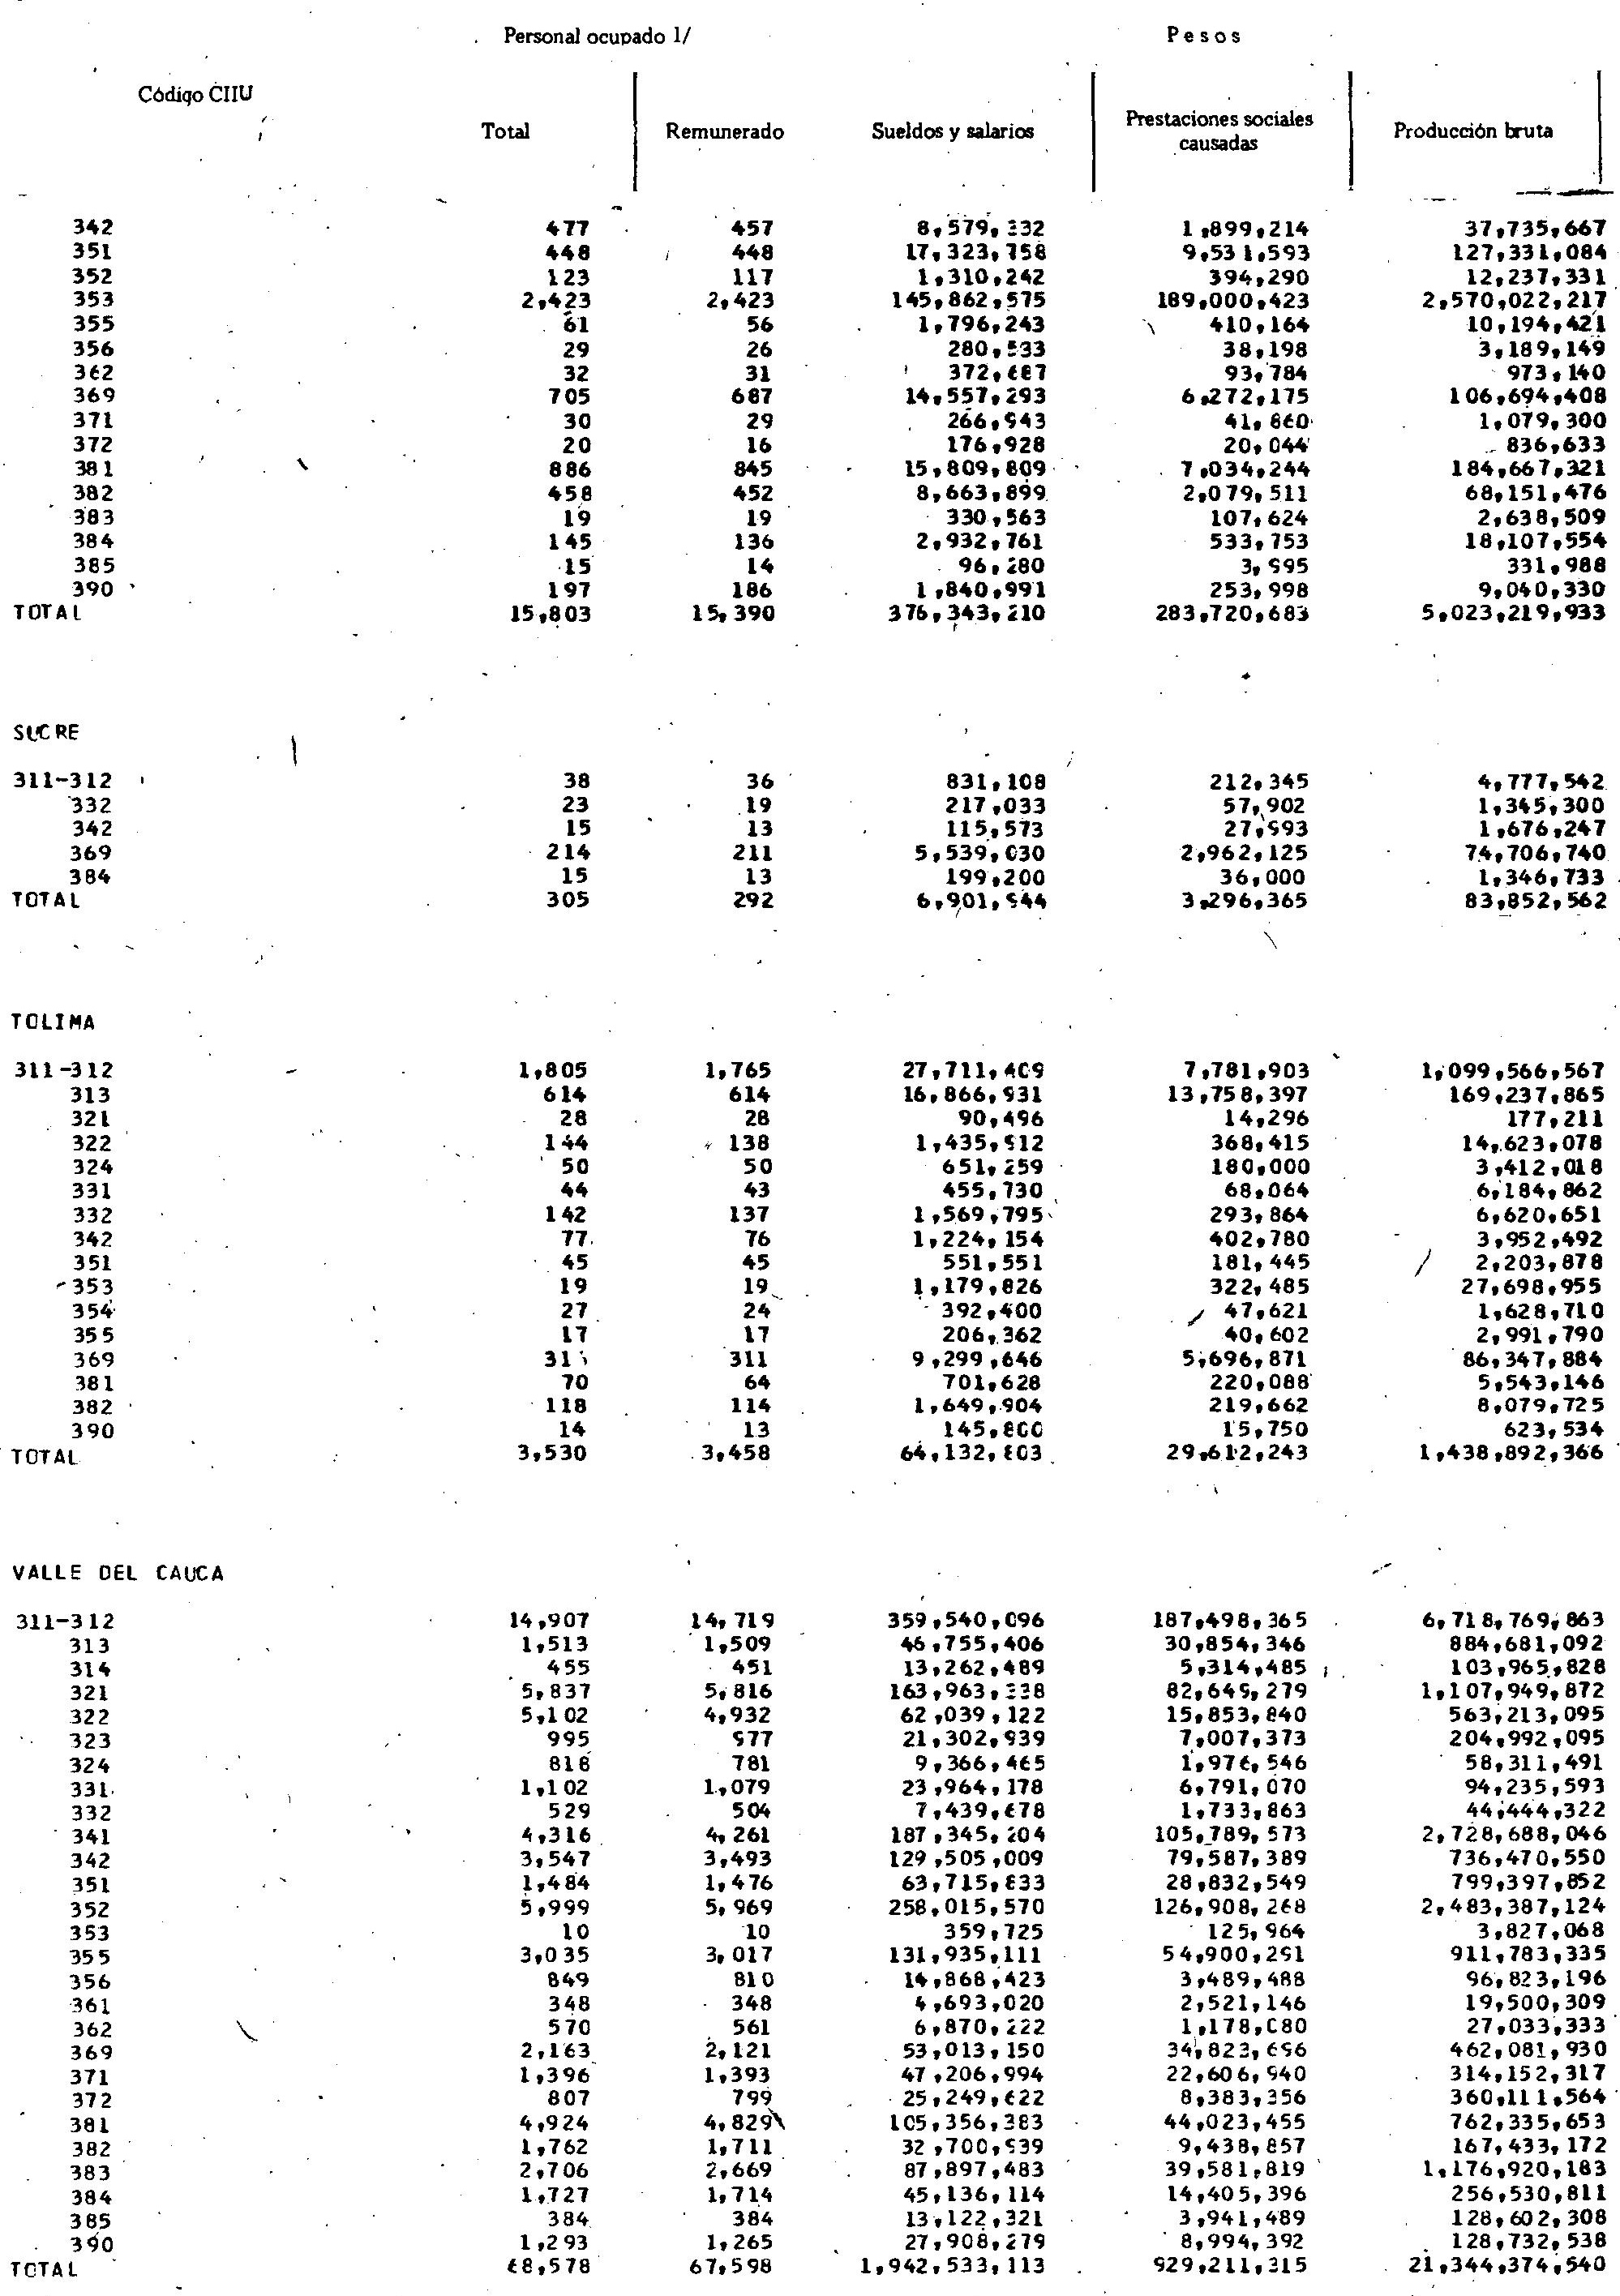 Personal ocupado 1/ Pesos
Código CIIU
Total Remunerado Sueldos y salarios Prestaciones sociales causadas Producción bruta
342 477 457 8,579,332 1,899,214 37,735,667
351 448 448 17,323,758 9,531,593 127,331,084
352 123 117 1,310,242 394,290 12,237,331
353 2,423 2,423 145,862,575 189,000,423 2,570,022,217
355 61 56 1,796,243 410,164 10,194,421
356 29 26 280,533 38,198 3,189,149
362 32 31 372,687 93,784 973,140
369 705 687 14,557,293 6,272,175 106,694,408
371 30 29 266,943 41,860 1,079,300
372 20 16 176,928 20,044 836,633
381 886 845 15,809,809 7,034,244 184,667,321
382 458 452 8,663,899 2,079,511 68,151,476
383 19 19 330,563 107,624 2,638,509
384 145 136 2,932,761 533,753 18,107,554
385 15 14 96,280 3,995 331,988
390 197 186 1,840,991 253,998 9,040,330
TOTAL 15,803 15,390 376,343,210 283,720,683 5,023,219,933
SUCRE
311-312 38 36 831,108 212,345 4,777,542
332 23 19 217,033 57,902 1,345,300
342 15 13 115,573 27,993 1,676,247
369 214 211 5,539,030 2,962,125 74,706,740
384 15 13 199,200 36,000 1,346,733
TOTAL 305 292 6,901,944 3,296,365 83,852,562
TOLIMA
311-312 1,805 1,765 27,711,409 7,781,903 1,099,566,567
313 614 614 16,866,931 13,758,397 169,237,865
321 28 28 90,496 14,296 177,211
322 144 138 1,435,912 368,415 14,623,078
324 50 50 651,259 180,000 3,412,018
331 44 43 455,730 68,064 6,184,862
332 142 137 1,569,795 293,864 6,620,651
342 77 76 1,224,154 402,780 3,952,492
351 45 45 551,551 181,445 2,203,878
353 19 19 1,179,826 322,485 27,698,955
354 27 24 392,400 47,621 1,628,710
355 17 17 206,362 40,602 2,991,790
369 311 9,299,646 5,696,871 86,347,884
381 70 64 701,628 220,088 5,543,146
382 118 114 1,649,904 219,662 8,079,725
390 14 13 145,800 15,750 623,534
TOTAL 3,530 3,458 64,132,803 29,612,243 1,438,892,366
VALLE DEL CAUCA
311-312 14,907 14,719 359,540,096 187,498,365 6,718,769,863
313 1,513 1,509 46,755,406 30,854,346 884,681,092
314 455 451 13,262,489 5,314,485 103,965,828
321 5,837 5,816 163,963,338 82,649,279 1,107,949,872
322 5,102 4,932 62,039,122 15,853,840 563,213,095
323 995 977 21,302,939 7,007,373 204,992,095
324 818 781 9,366,465 1,976,546 58,311,491
331 1,102 1,079 23,964,178 6,791,070 94,235,593
332 529 504 7,439,678 1,733,863 44,444,322
341 4,316 4,261 187,345,204 105,789,573 2,728,688,046
342 3,547 3,493 129,505,009 79,587,389 736,470,550
351 1,484 1,476 63,715,833 28,832,549 799,397,852
352 5,999 5,969 258,015,570 126,908,268 2,483,387,124
353 10 10 359,725 125,964 3,827,068
355 3,035 3,017 131,935,111 54,900,291 911,783,335
356 849 810 14,868,423 3,489,488 96,823,196
361 348 348 4,693,020 2,521,146 19,500,309
362 570 561 6,870,222 1,178,080 27,033,333
369 2,163 2,121 53,013,150 34,823,696 462,081,930
371 1,396 1,393 47,206,994 22,606,940 314,152,317
372 807 799 25,249,622 8,383,356 360,111,564
381 4,924 4,829 105,356,383 44,023,455 762,335,653
382 1,762 1,711 32,700,939 9,438,857 167,433,172
383 2,706 2,669 87,897,483 39,581,819 1,176,920,183
384 1,727 1,714 45,136,114 14,405,396 256,530,811
385 384 384 13,122,321 3,941,489 128,602,308
390 1,293 1,265 27,908,279 8,994,392 128,732,538
TOTAL 68,578 67,598 1,942,533,113 929,211,315 21,344,374,540